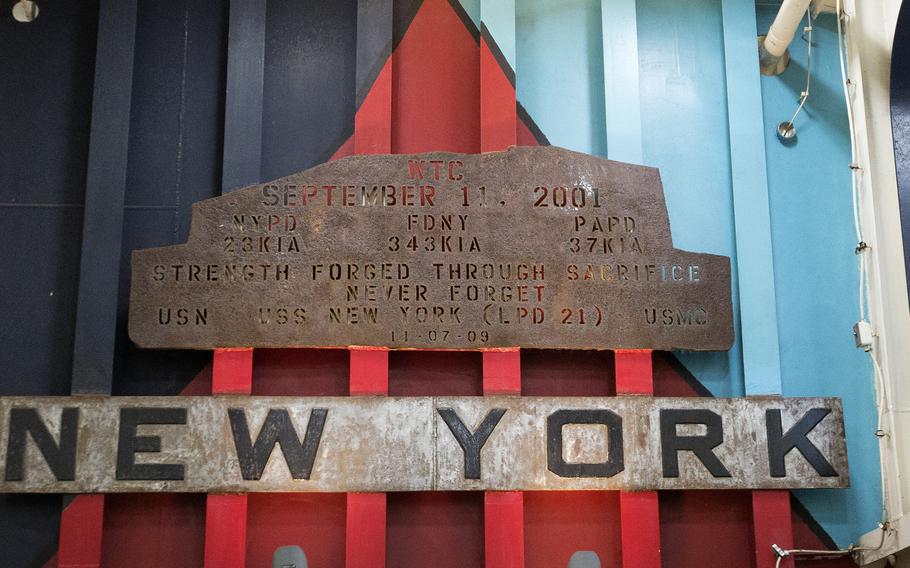 WTC
SEPTEMBER 11, 2001
NYPD FDNY PAPD
23KIA 343KIA 37KIA
STRENGTH FORGED THROUGH SACRIFICE
NEVER FORGET
USN USS NEW YORK (LPD 21) USMC
11-07-09
NEW YORK